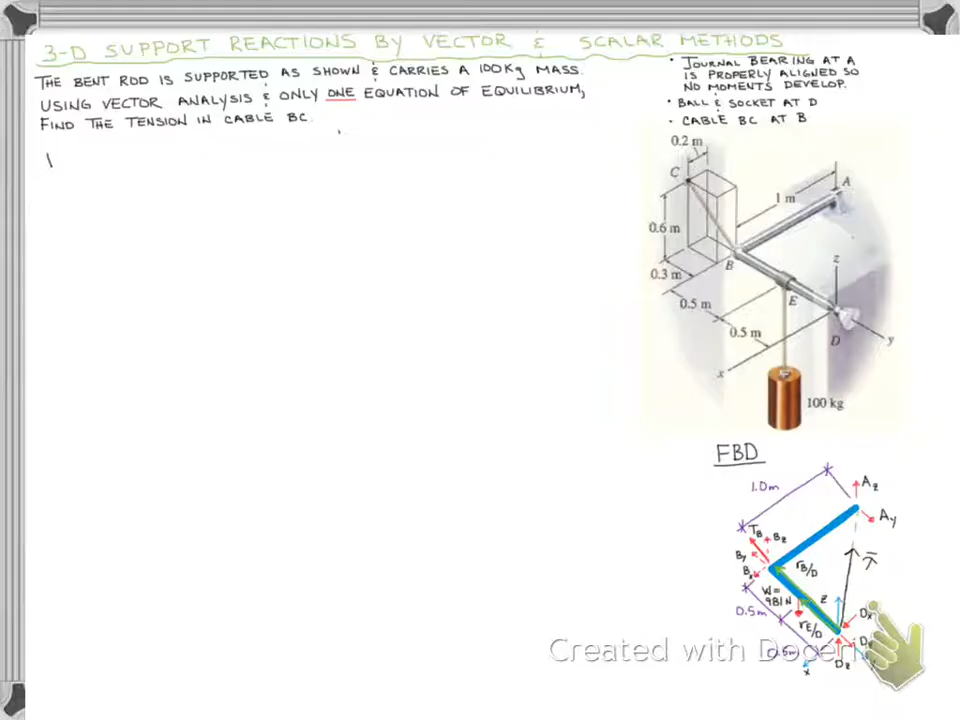 3-D SUPPORT REACTIONS BY VECTOR & SCALAR METHODS
THE BENT ROD IS SUPPORTED AS SHOWN & CARRIES A 100Kg MASS.
USING VECTOR ANALYSIS & ONLY ONE EQUATION OF EQUILIBRIUM,
FIND THE TENSION IN CABLE BC.
• JOURNAL BEARING AT A
IS PROPERLY ALIGNED SO
NO MOMENTS DEVELOP.
• BALL & SOCKET AT D
• CABLE BC AT B
0.2 m
C
A
1 m
0.6 m
B
z
0.3 m
E
0.5 m
0.5 m
D
y
x
100 kg
FBD
1.0m
Az
Ay
TB
Bz
By
rB/D
Bx
W=
981N
z
0.5m
rE/D
Dx
Created with Doceri
Dz
x